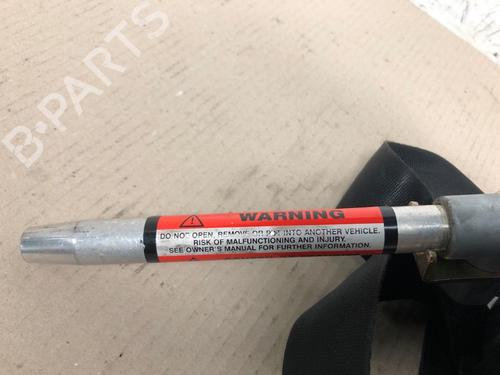 B-PARTS
WARNING
DO NOT OPEN, REMOVE OR INTO ANOTHER VEHICLE.
RISK OF MALFUNCTIONING AND INJURY.
SEE OWNER'S MANUAL FOR FURTHER INFORMATION.